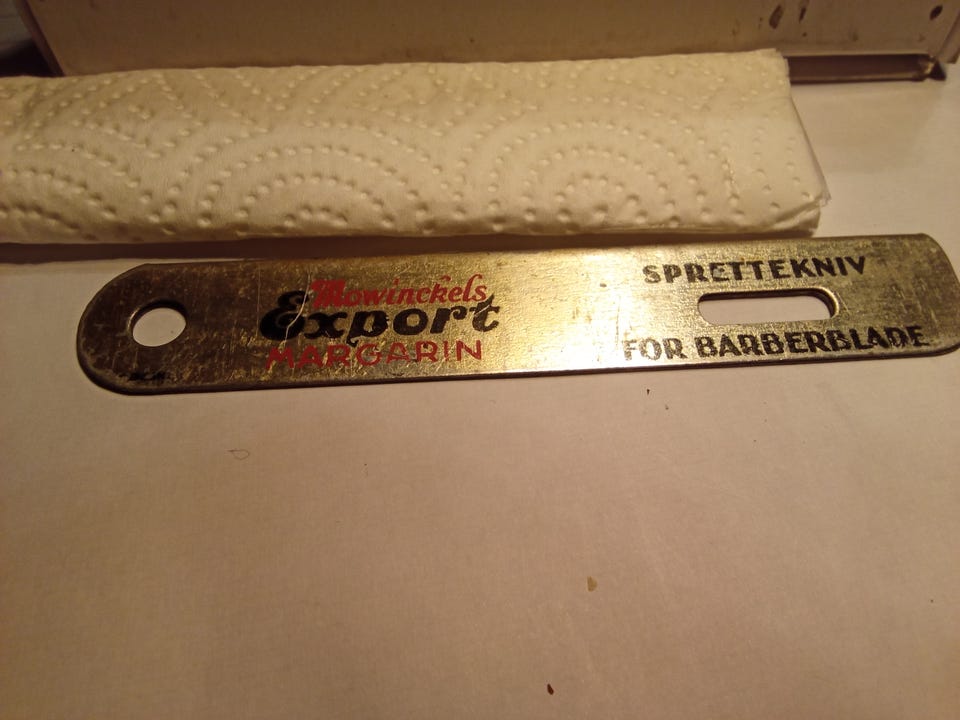 Mowinckels
Export
MARGARIN
SPRETTEKNIV
FOR BARBERBLADE